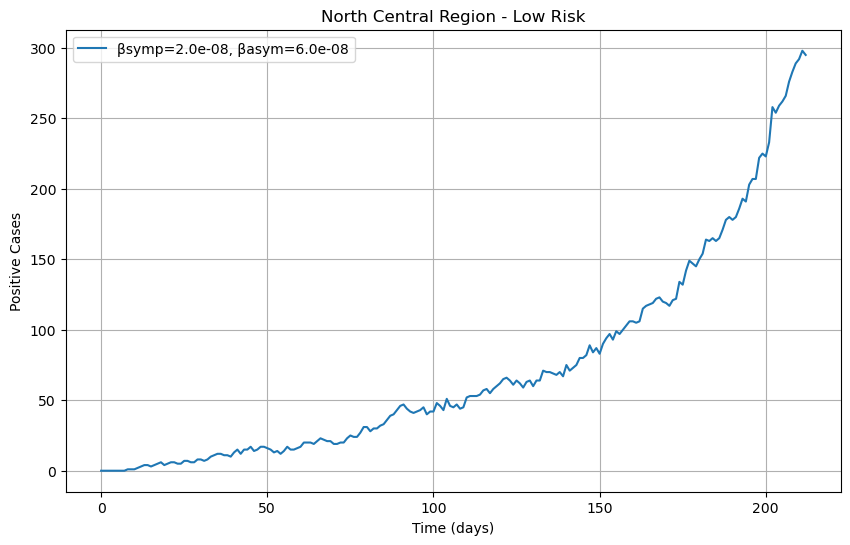 North Central Region - Low Risk
βsymp=2.0e-08, βasym=6.0e-08
Positive Cases
300
250
200
150
100
50
0
0 50 100 150 200
Time (days)